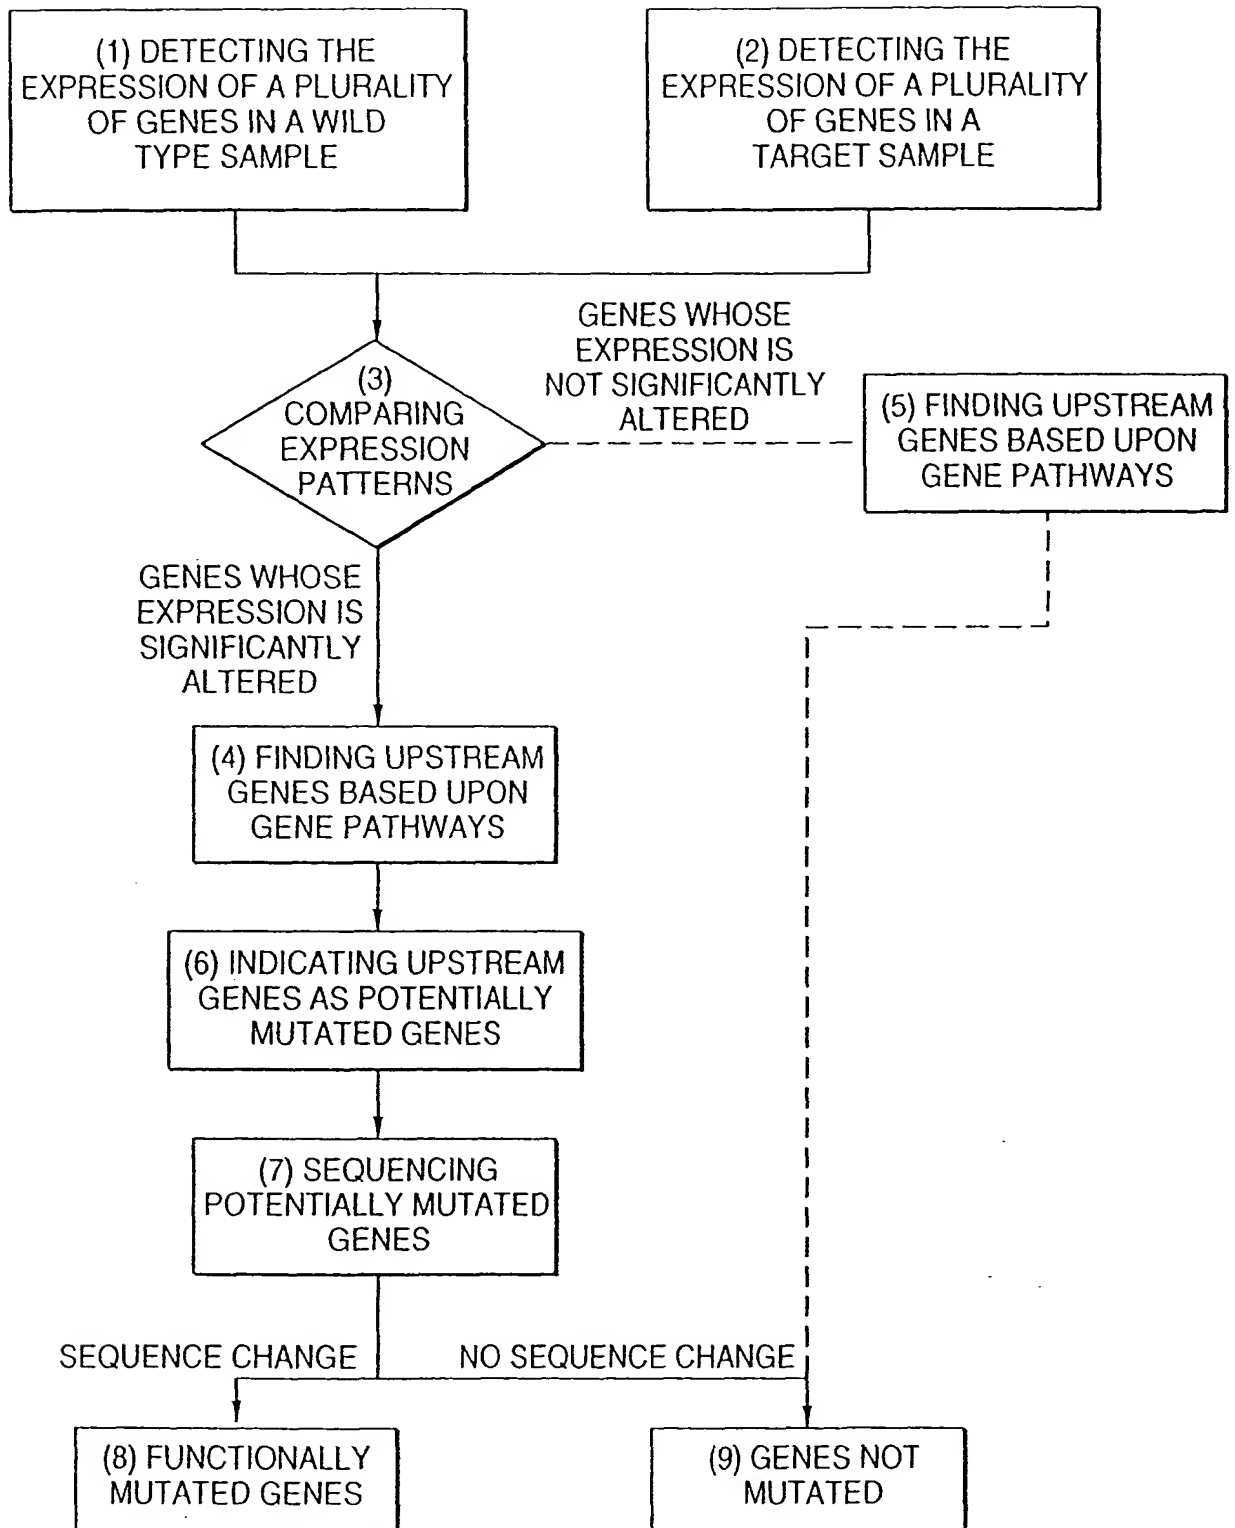 (1) DETECTING THE
EXPRESSION OF A PLURALITY
OF GENES IN A WILD
TYPE SAMPLE
(2) DETECTING THE
EXPRESSION OF A PLURALITY
OF GENES IN A
TARGET SAMPLE
(3)
COMPARING
EXPRESSION
PATTERNS
GENES WHOSE
EXPRESSION IS
NOT SIGNIFICANTLY
ALTERED
(5) FINDING UPSTREAM
GENES BASED UPON
GENE PATHWAYS
GENES WHOSE
EXPRESSION IS
SIGNIFICANTLY
ALTERED
(4) FINDING UPSTREAM
GENES BASED UPON
GENE PATHWAYS
(6) INDICATING UPSTREAM
GENES AS POTENTIALLY
MUTATED GENES
(7) SEQUENCING
POTENTIALLY MUTATED
GENES
SEQUENCE CHANGE
NO SEQUENCE CHANGE
(8) FUNCTIONALLY
MUTATED GENES
(9) GENES NOT
MUTATED